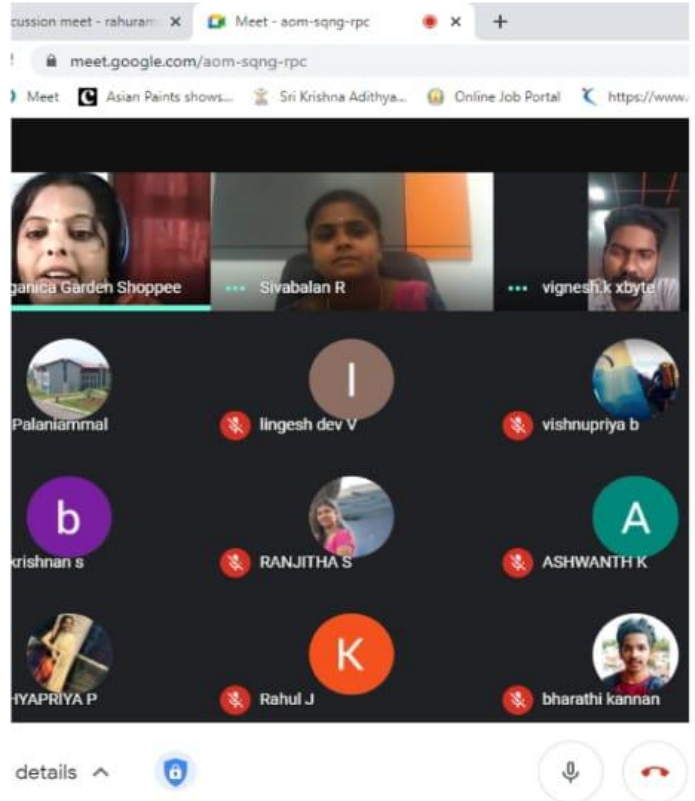 cussion meet - rahuram × Meet - aom-sqng-rpc × +
meet.google.com/aom-sqng-rpc
Meet Asian Paints shows... Sri Krishna Adithya... Online Job Portal https://www.
ganica Garden Shoppee Sivabalan R vignesh.k xbyte
Palaniammal
I
lingesh dev V vishnupriya b
b A
krishnan s RANJITHA S ASHWANTH K
K
HYAPRIYA P Rahul J bharathi kannan
details